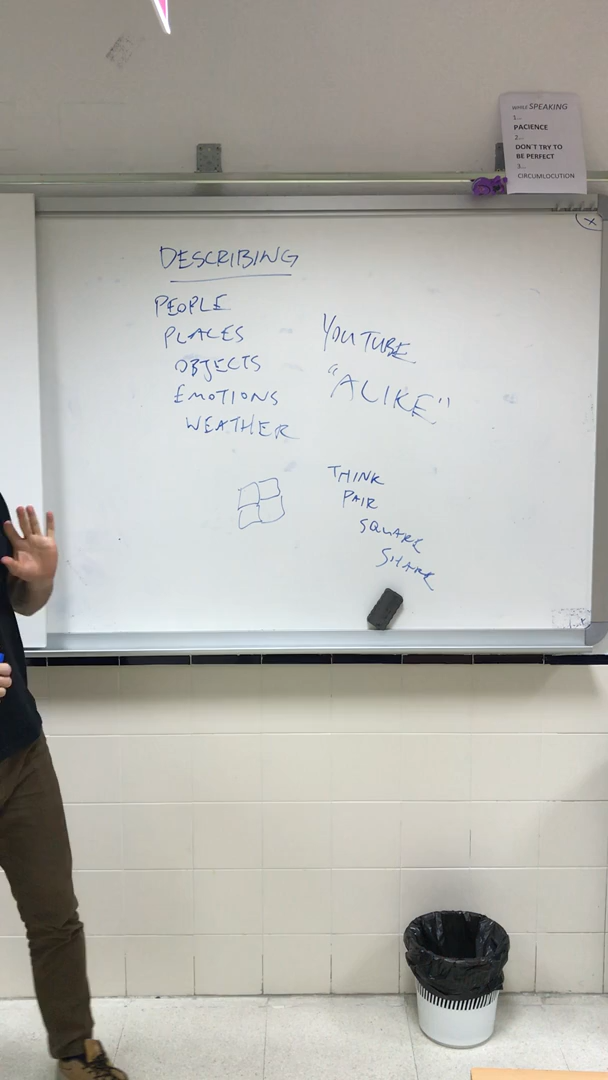 WHILE SPEAKING
1...
PACIENCE
2...
DON'T TRY TO
BE PERFECT
3...
CIRCUMLOCUTION
DESCRIBING
PEOPLE
PLACES
OBJECTS
EMOTIONS
WEATHER
YOUTUBE
"ALIKE"
THINK
PAIR
SQUARE
SHARE